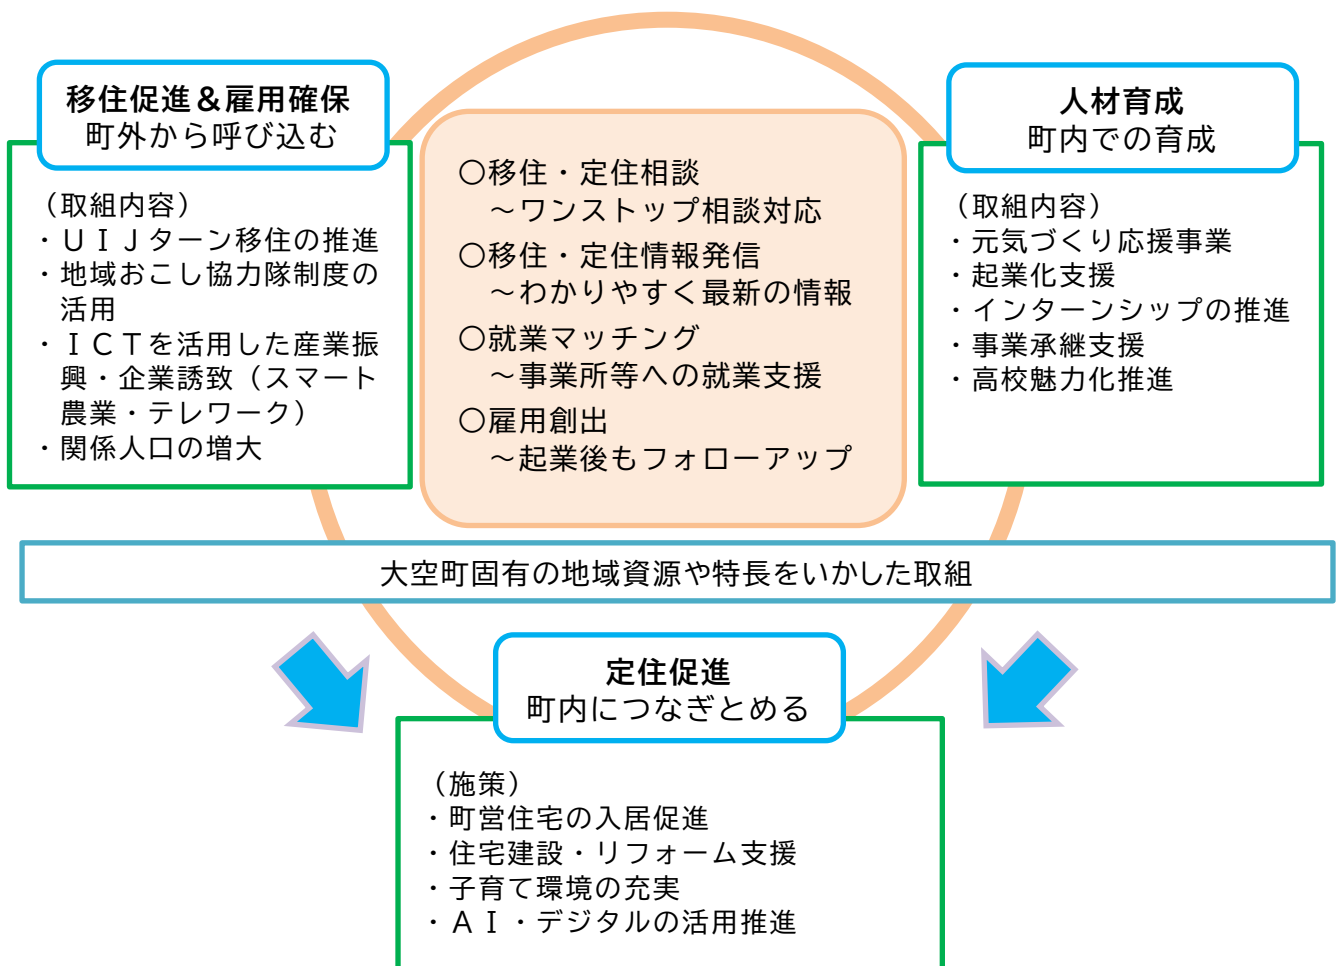 移住促進＆雇用確保
町外から呼び込む
（取組内容）
・ＵＩＪターン移住の推進
・地域おこし協力隊制度の
活用
・ＩＣＴを活用した産業振
興・企業誘致（スマート
農業・テレワーク）
・関係人口の増大
〇移住・定住相談
～ワンストップ相談対応
〇移住・定住情報発信
～わかりやすく最新の情報
〇就業マッチング
～事業所等への就業支援
〇雇用創出
～起業後もフォローアップ
人材育成
町内での育成
（取組内容）
・元気づくり応援事業
・起業化支援
・インターンシップの推進
・事業承継支援
・高校魅力化推進
大空町固有の地域資源や特長をいかした取組
定住促進
町内につなぎとめる
（施策）
・町営住宅の入居促進
・住宅建設・リフォーム支援
・子育て環境の充実
・ＡＩ・デジタルの活用推進